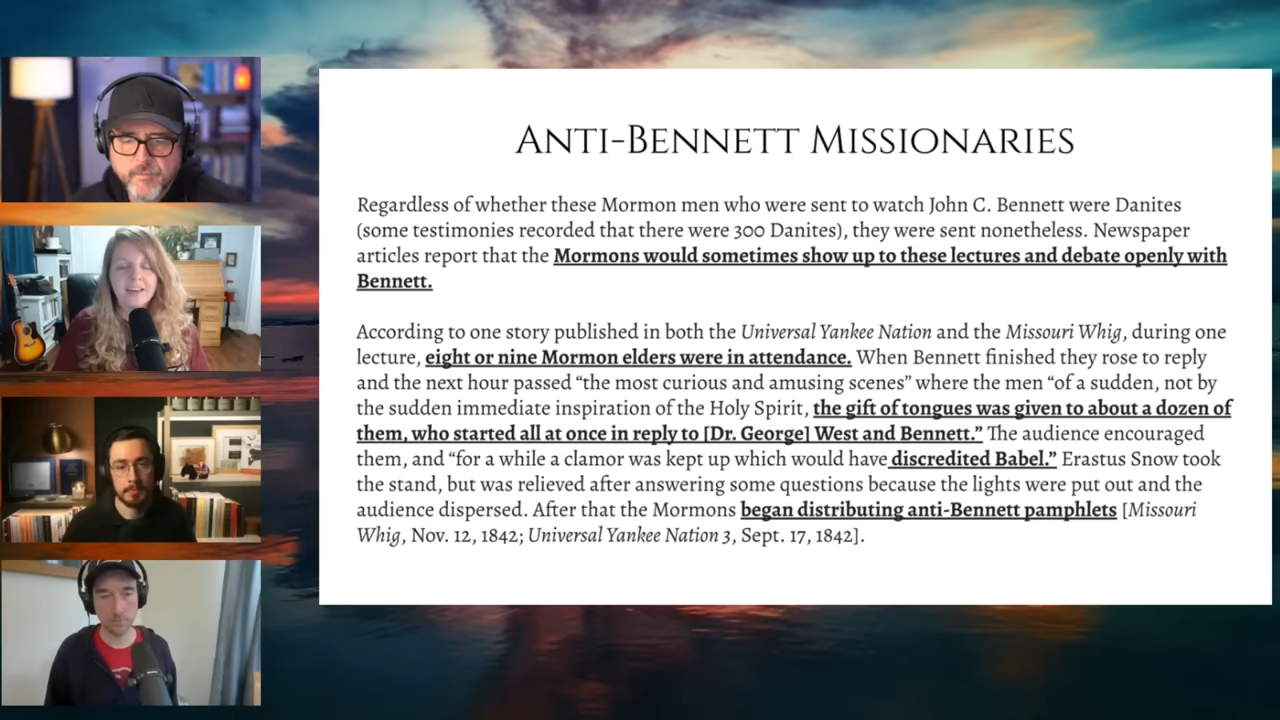 ANTI-BENNETT MISSIONARIES
Regardless of whether these Mormon men who were sent to watch John C. Bennett were Danites
(some testimonies recorded that there were 300 Danites), they were sent nonetheless. Newspaper
articles report that the Mormons would sometimes show up to these lectures and debate openly with
Bennett.
According to one story published in both the Universal Yankee Nation and the Missouri Whig, during one
lecture, eight or nine Mormon elders were in attendance. When Bennett finished they rose to reply
and the next hour passed “the most curious and amusing scenes” where the men “of a sudden, not by
the sudden immediate inspiration of the Holy Spirit, the gift of tongues was given to about a dozen of
them, who started all at once in reply to [Dr. George] West and Bennett.” The audience encouraged
them, and “for a while a clamor was kept up which would have discredited Babel.” Erastus Snow took
the stand, but was relieved after answering some questions because the lights were put out and the
audience dispersed. After that the Mormons began distributing anti-Bennett pamphlets [Missouri
Whig, Nov. 12, 1842; Universal Yankee Nation 3, Sept. 17, 1842].